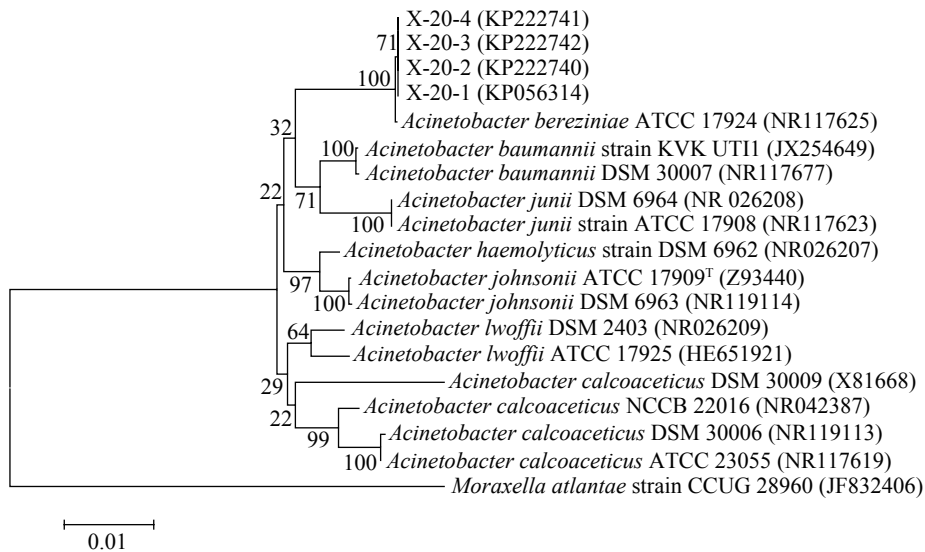 X-20-4 (KP222741)
71
X-20-3 (KP222742)
X-20-2 (KP222740)
100
X-20-1 (KP056314)
Acinetobacter bereziniae ATCC 17924 (NR117625)
32
100
Acinetobacter baumannii strain KVK UTI1 (JX254649)
Acinetobacter baumannii DSM 30007 (NR117677)
22
71
Acinetobacter junii DSM 6964 (NR 026208)
100
Acinetobacter junii strain ATCC 17908 (NR117623)
Acinetobacter haemolyticus strain DSM 6962 (NR026207)
97
Acinetobacter johnsonii ATCC 17909T (Z93440)
100
Acinetobacter johnsonii DSM 6963 (NR119114)
64
Acinetobacter lwoffii DSM 2403 (NR026209)
Acinetobacter lwoffii ATCC 17925 (HE651921)
29
Acinetobacter calcoaceticus DSM 30009 (X81668)
22
Acinetobacter calcoaceticus NCCB 22016 (NR042387)
99
Acinetobacter calcoaceticus DSM 30006 (NR119113)
100
Acinetobacter calcoaceticus ATCC 23055 (NR117619)
Moraxella atlantae strain CCUG 28960 (JF832406)
0.01